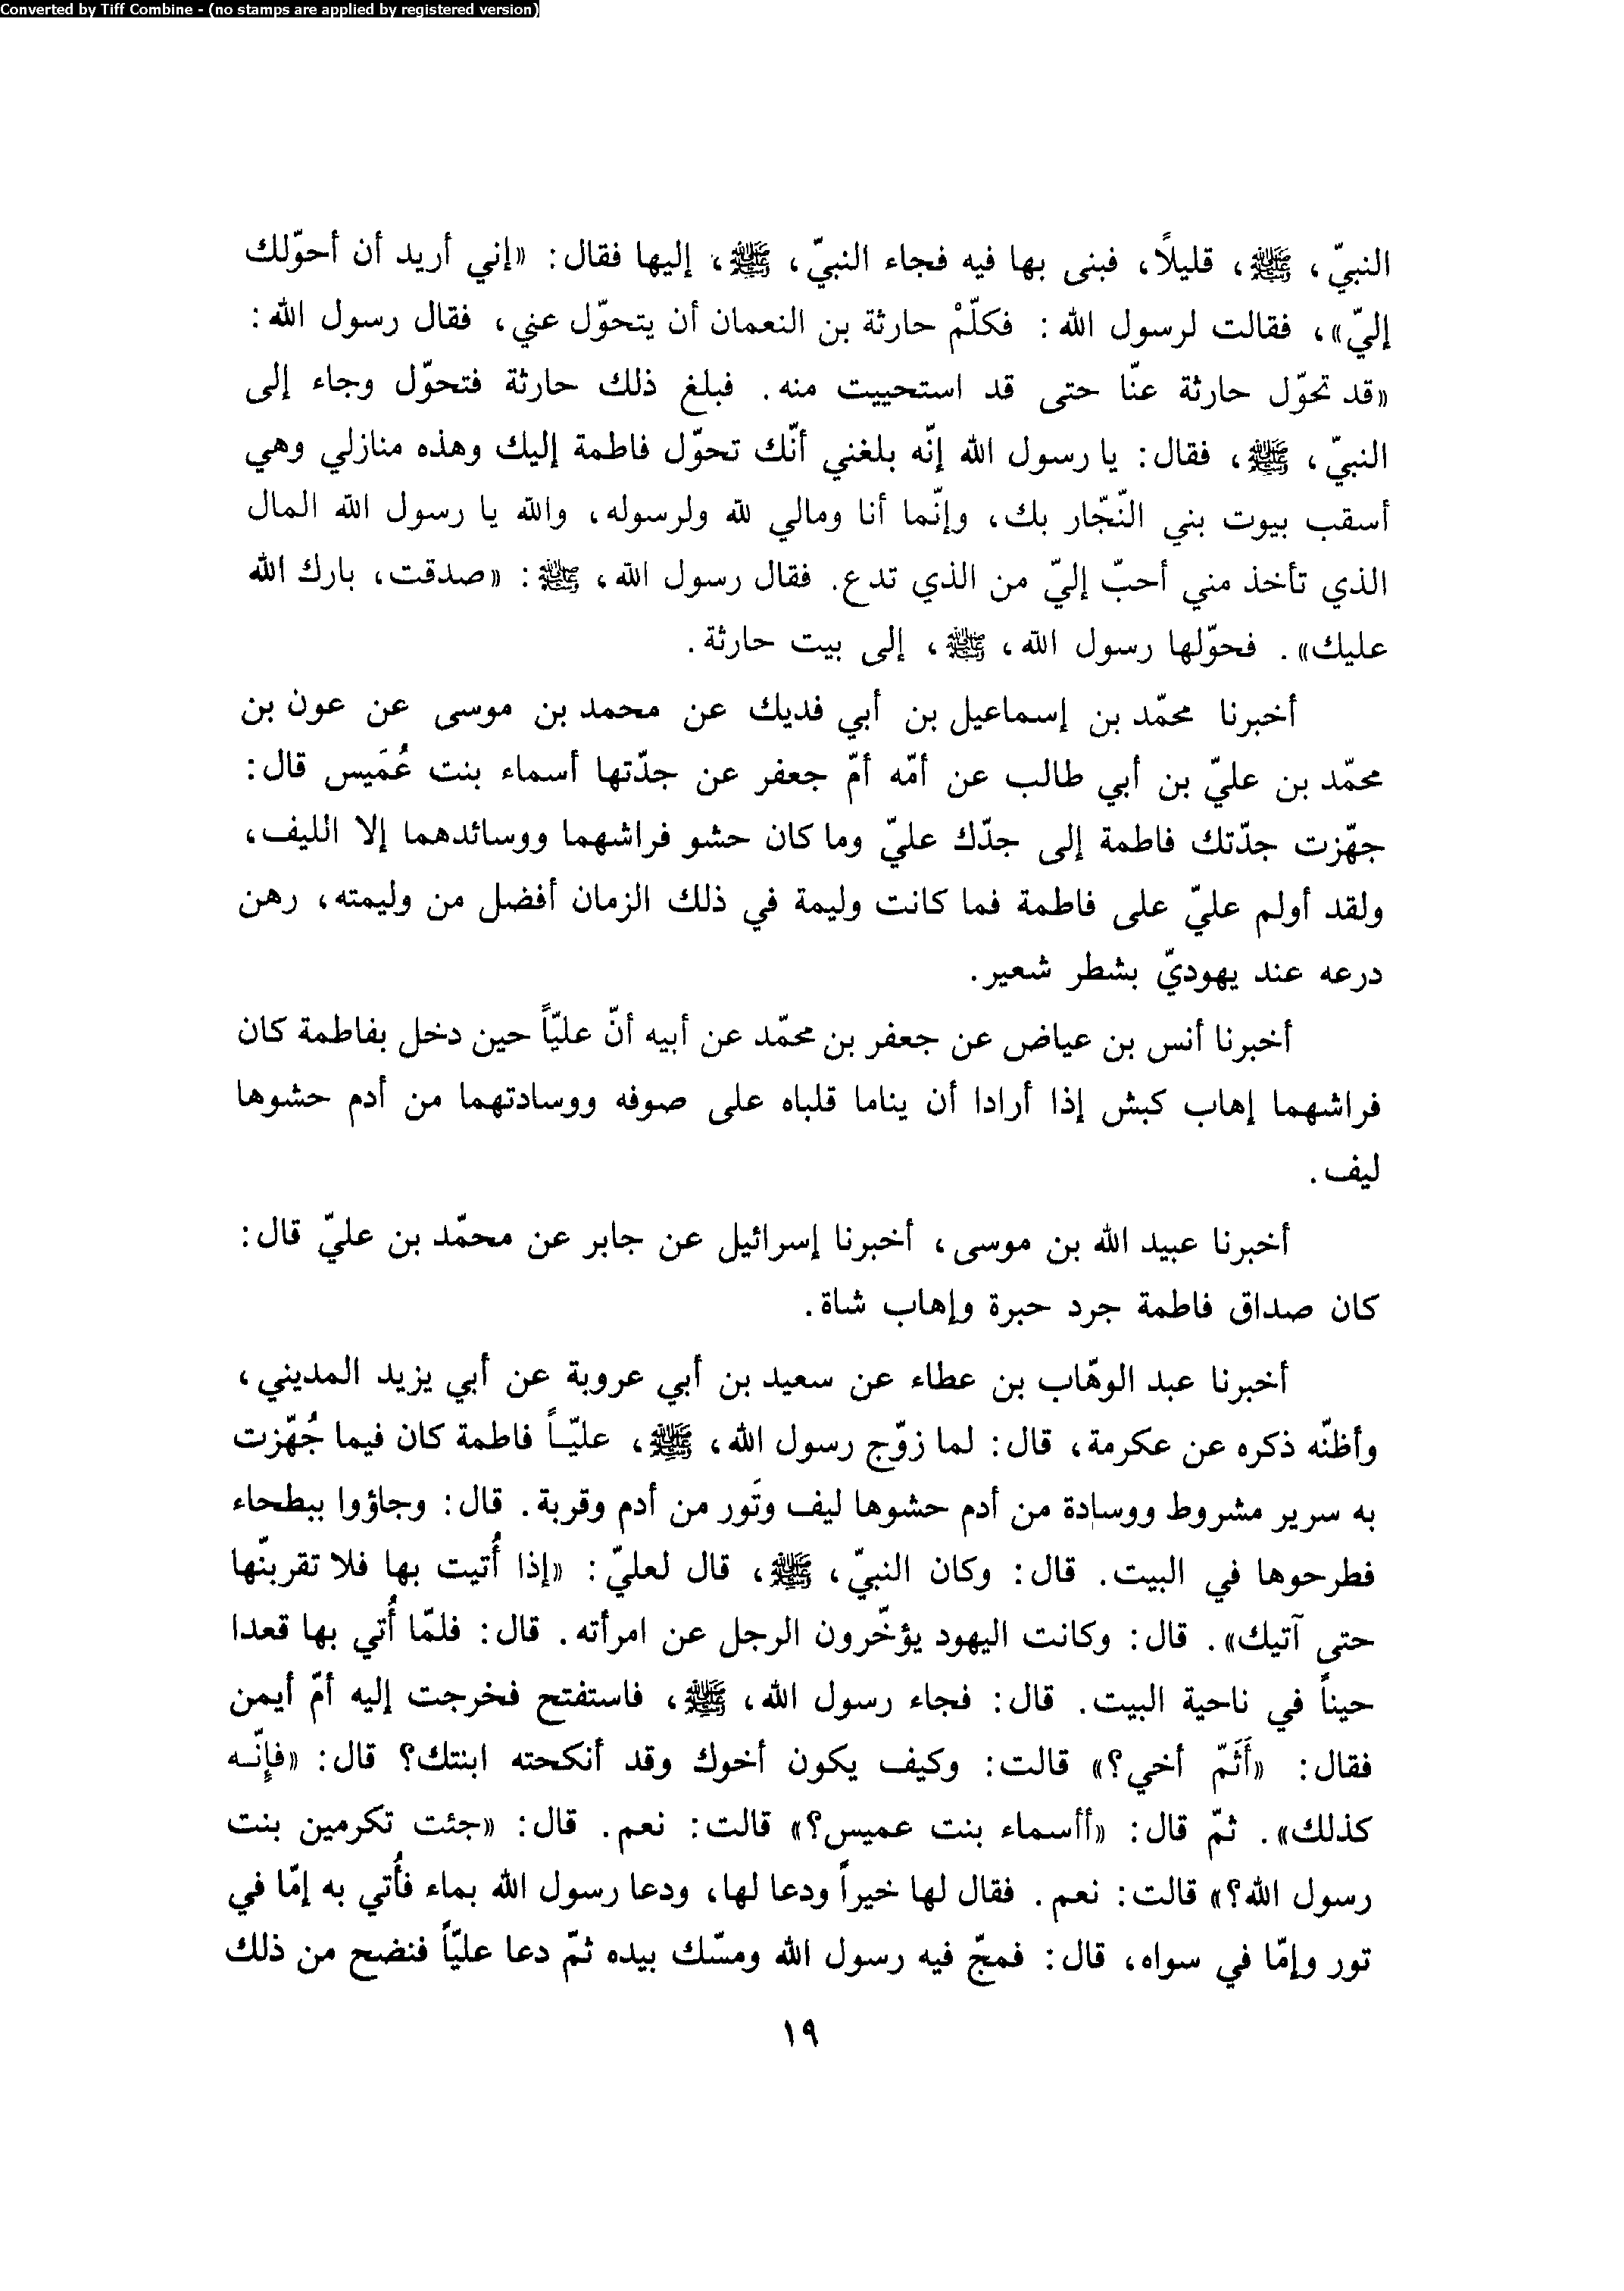 Converted by Tiff Combine - (no stamps are applied by registered version)
النبيّ، ﷺ، قليلاً، فبنى بها فيه فجاء النبيّ، ﷺ، إليها فقال: «إني أريد أن أحوّلك
إليّ»، فقالت لرسول الله: فكلّمْ حارثة بن النعمان أن يتحوّل عني، فقال رسول الله:
«قد تحوّل حارثة عنّا حتى قد استحييت منه. فبلغ ذلك حارثة فتحوّل وجاء إلى
النبيّ، ﷺ، فقال: يا رسول الله إنّه بلغني أنّك تحوّل فاطمة إليك وهذه منازلي وهي
أسقب بيوت بني النّجّار بك، وإنّما أنا ومالي لله ولرسوله، والله يا رسول الله المال
الذي تأخذ مني أحبّ إليّ من الذي تدع. فقال رسول الله، ﷺ: «صدقت، بارك الله
عليك». فحوّلها رسول الله، ﷺ، إلى بيت حارثة.
أخبرنا محمّد بن إسماعيل بن أبي فديك عن محمد بن موسى عن عون بن
محمّد بن عليّ بن أبي طالب عن أمّه أمّ جعفر عن جدّتها أسماء بنت عُمَيس قال:
جهّزت جدّتك فاطمة إلى جدّك عليّ وما كان حشو فراشهما ووسائدهما إلا الليف،
ولقد أولم عليّ على فاطمة فما كانت وليمة في ذلك الزمان أفضل من وليمته، رهن
درعه عند يهوديّ بشطر شعير.
أخبرنا أنس بن عياض عن جعفر بن محمّد عن أبيه أنّ عليّاً حين دخل بفاطمة كان
فراشهما إهاب كبش إذا أرادا أن يناما قلباه على صوفه ووسادتهما من أدم حشوها
ليف.
أخبرنا عبيد الله بن موسى، أخبرنا إسرائيل عن جابر عن محمّد بن عليّ قال:
كان صداق فاطمة جرد حبرة وإهاب شاة.
أخبرنا عبد الوهّاب بن عطاء عن سعيد بن أبي عروبة عن أبي يزيد المديني،
وأظنّه ذكره عن عكرمة، قال: لما زوّج رسول الله، ﷺ، عليّـاً فاطمة كان فيما جُهّزت
به سرير مشروط ووسادة من أدم حشوها ليف وتَور من أدم وقربة. قال: وجاؤوا ببطحاء
فطرحوها في البيت. قال: وكان النبيّ، ﷺ، قال لعليّ: «إذا أُتيت بها فلا تقربنّها
حتى آتيك». قال: وكانت اليهود يؤخّرون الرجل عن امرأته. قال: فلمّا أُتي بها قعدا
حيناً في ناحية البيت. قال: فجاء رسول الله، ﷺ، فاستفتح فخرجت إليه أمّ أيمن
فقال: «أَثَمّ أخي؟» قالت: وكيف يكون أخوك وقد أنكحته ابنتك؟ قال: «فإنّـه
كذلك». ثمّ قال: «أأسماء بنت عميس؟» قالت: نعم. قال: «جئت تكرمين بنت
رسول الله؟» قالت: نعم. فقال لها خيراً ودعا لها، ودعا رسول الله بماء فأُتي به إمّا في
تور وإمّا في سواه، قال: فمجّ فيه رسول الله ومسّك بيده ثمّ دعا عليّاً فنضح من ذلك
١٩